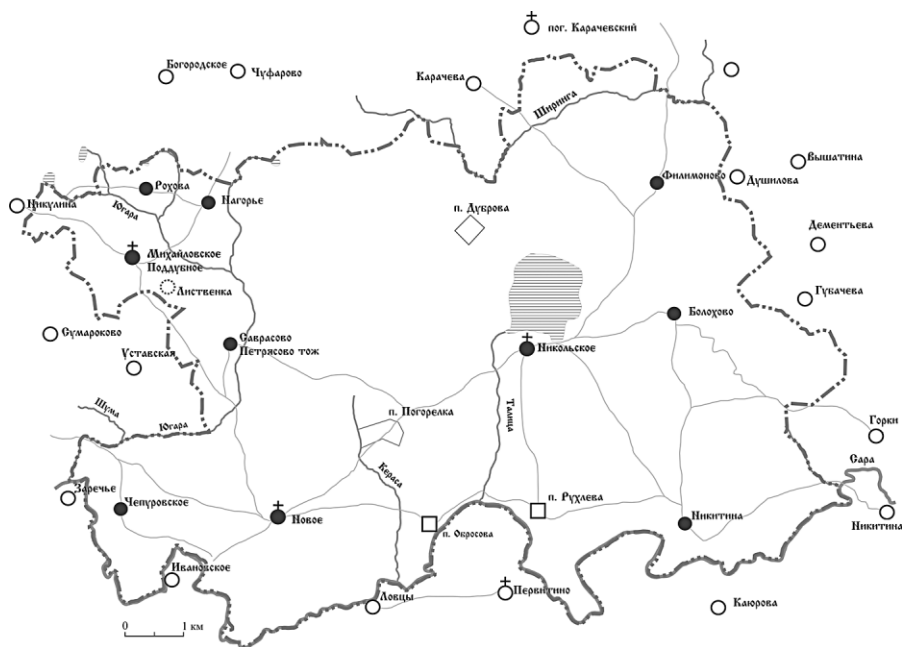 пог. Карачевский
Богородское
Чуфарово
Карачева
Ширинга
Вышатина
Рохова
Филимоново
Душилова
Никулина
Югара
Нагорье
п. Дуброва
Дементьева
Михайловское
Поддубное
Лиственка
Губачева
Болохово
Сумароково
Саврасово
Петрясово тож
Никольское
Уставская
Шума
п. Погорелка
Талица
Югара
Горки
Кераса
Сара
Заречье
Чепуровское
Новое
п. Обросова
п. Рухлева
Никитина
Никитина
Ивановское
Ловцы
Первитино
Каюрова
0 1 км